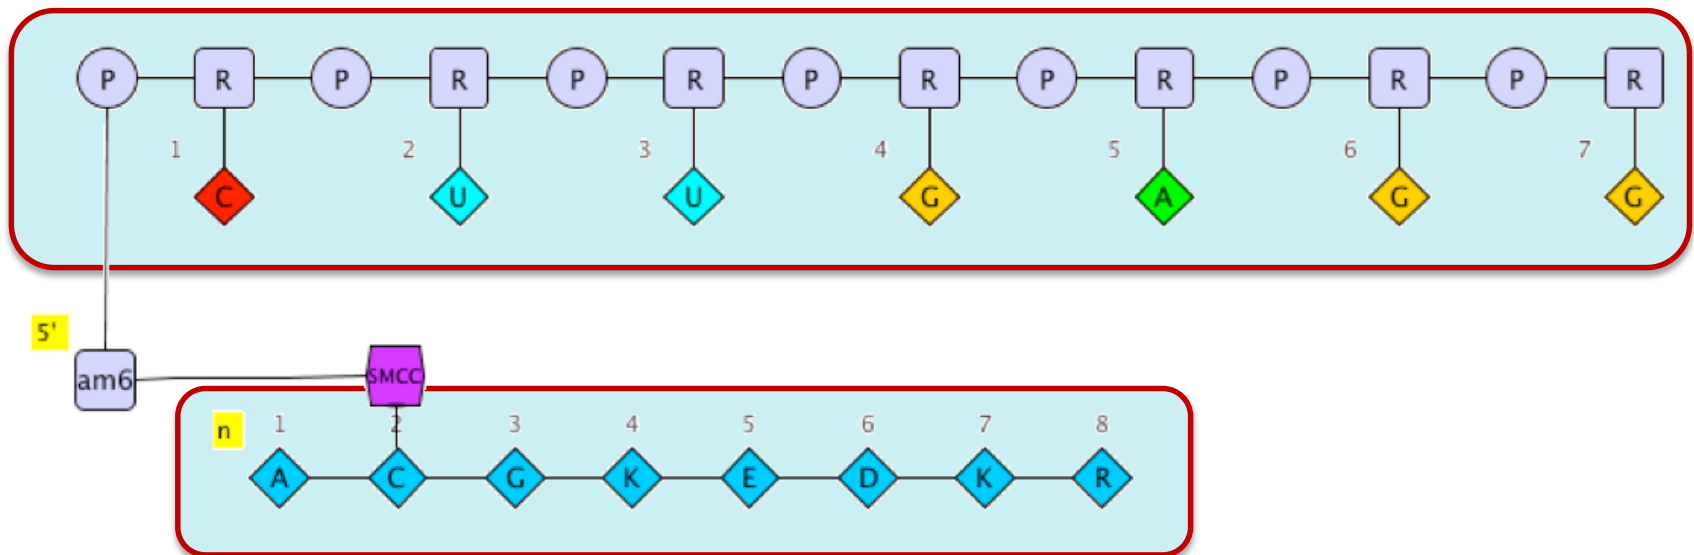 P R P R P R P R P R P R P R
1 2 3 4 5 6 7
C U U G A G G
5'
am6 SMCC
n 1 2 3 4 5 6 7 8
A C G K E D K R